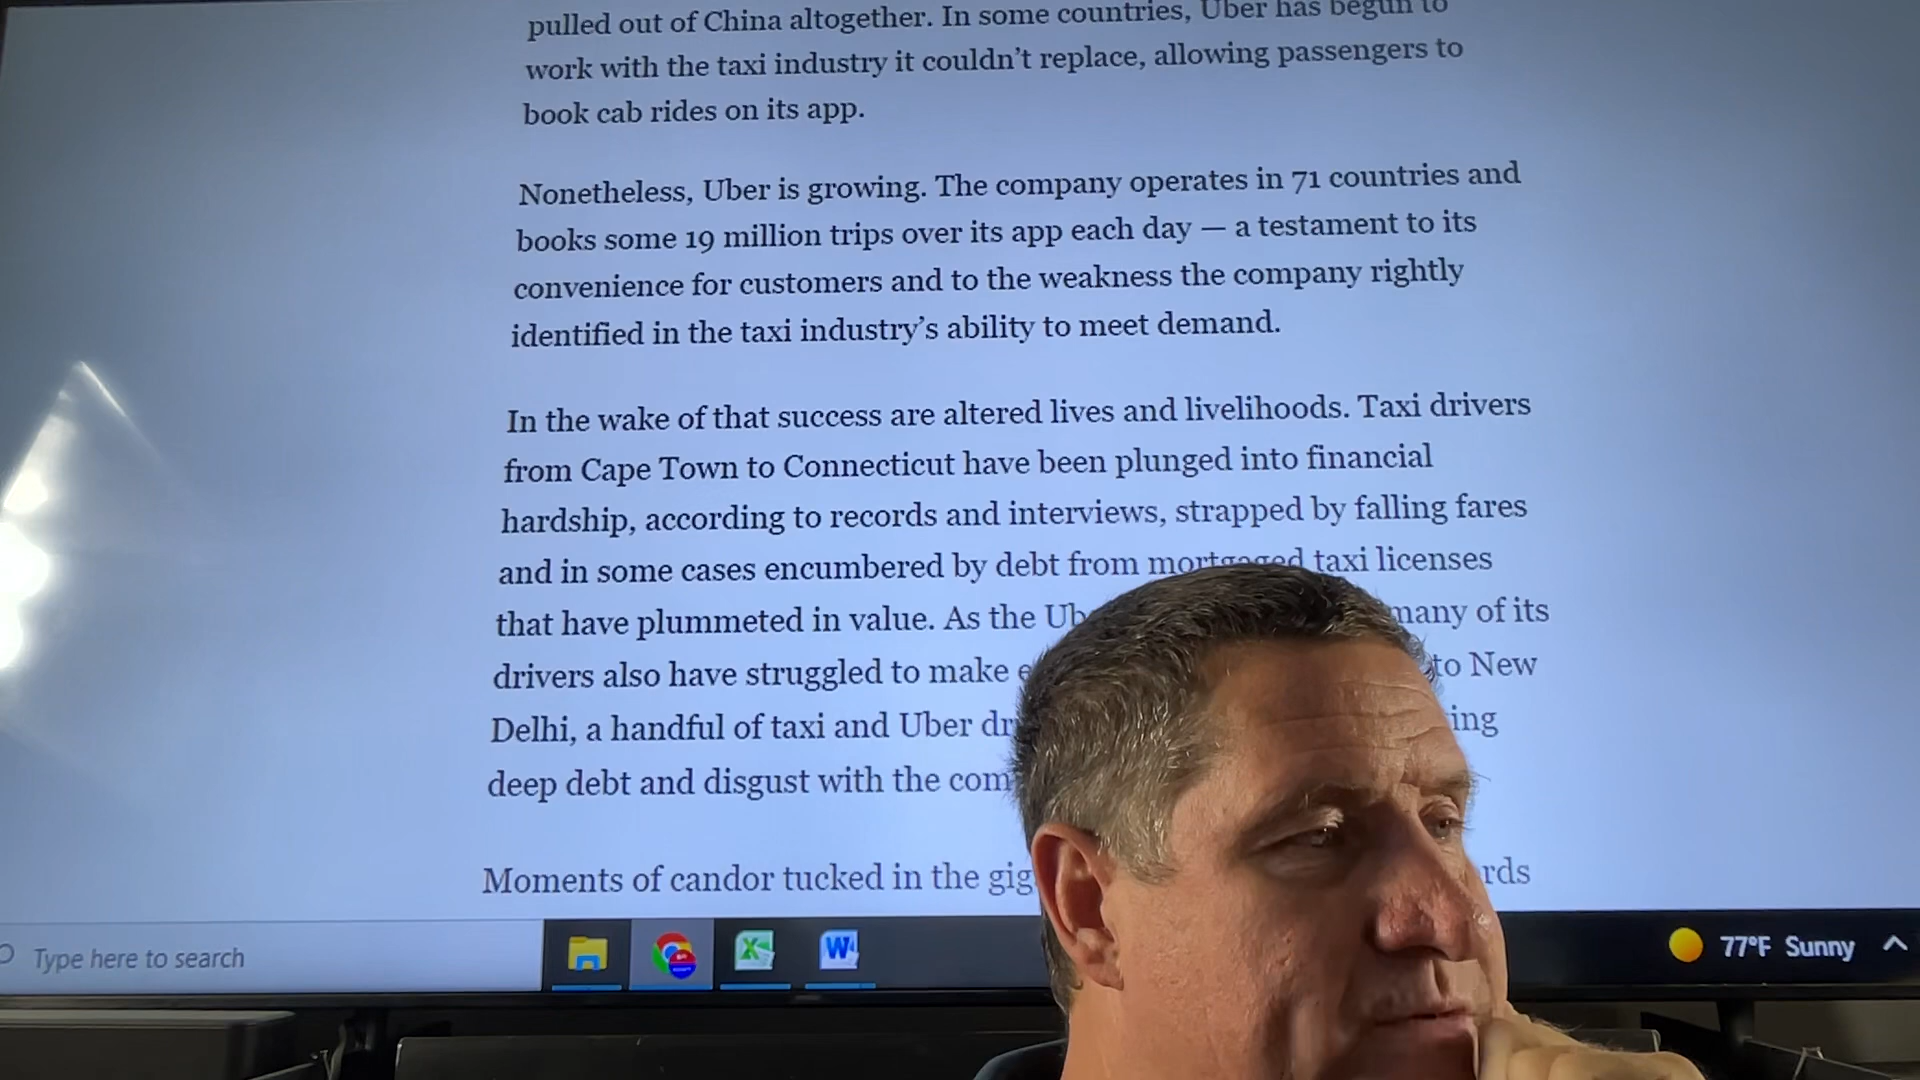 pulled out of China altogether. In some countries, Uber has begun to
work with the taxi industry it couldn’t replace, allowing passengers to
book cab rides on its app.
Nonetheless, Uber is growing. The company operates in 71 countries and
books some 19 million trips over its app each day — a testament to its
convenience for customers and to the weakness the company rightly
identified in the taxi industry’s ability to meet demand.
In the wake of that success are altered lives and livelihoods. Taxi drivers
from Cape Town to Connecticut have been plunged into financial
hardship, according to records and interviews, strapped by falling fares
and in some cases encumbered by debt from mortgaged taxi licenses
that have plummeted in value. As the many of its
drivers also have struggled to make to New
Delhi, a handful of taxi and Uber
deep debt and disgust with the
Moments of candor tucked in the
Type here to search
77°F Sunny